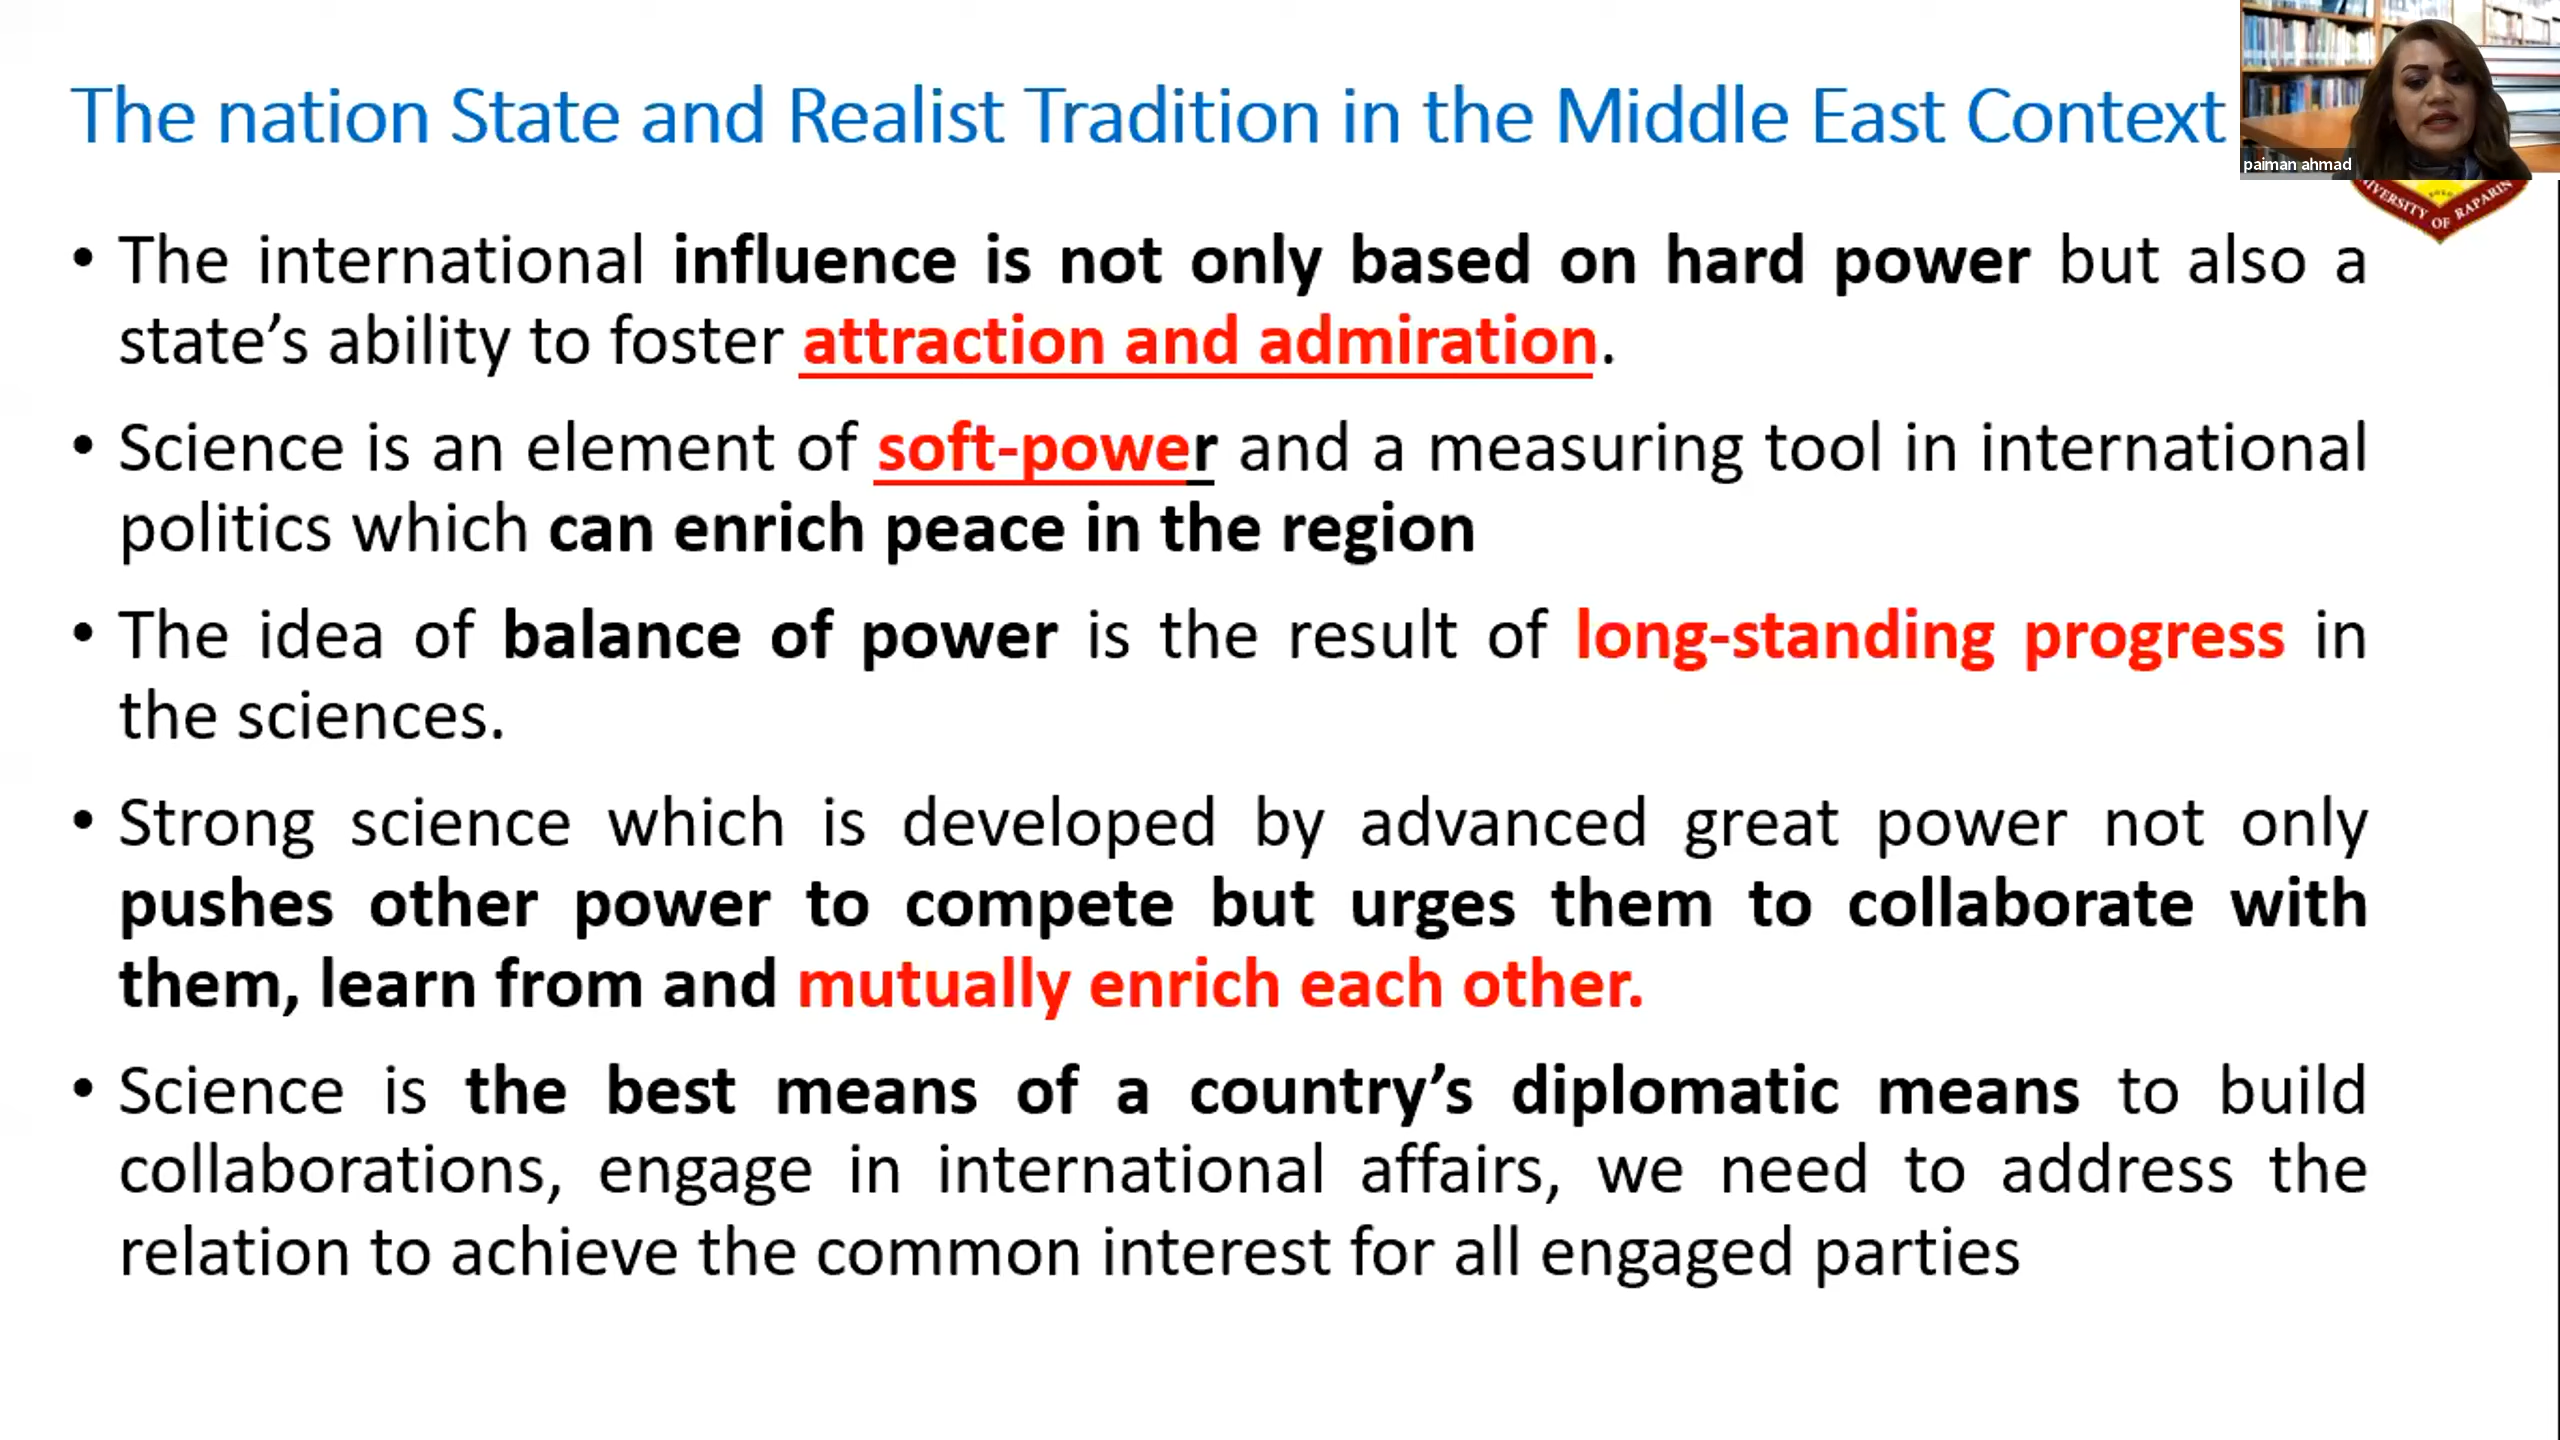 The nation State and Realist Tradition in the Middle East Context
paiman ahmad
OF RAPARIN
• The international influence is not only based on hard power but also a
state’s ability to foster attraction and admiration.
• Science is an element of soft-power and a measuring tool in international
politics which can enrich peace in the region
• The idea of balance of power is the result of long-standing progress in
the sciences.
• Strong science which is developed by advanced great power not only
pushes other power to compete but urges them to collaborate with
them, learn from and mutually enrich each other.
• Science is the best means of a country’s diplomatic means to build
collaborations, engage in international affairs, we need to address the
relation to achieve the common interest for all engaged parties